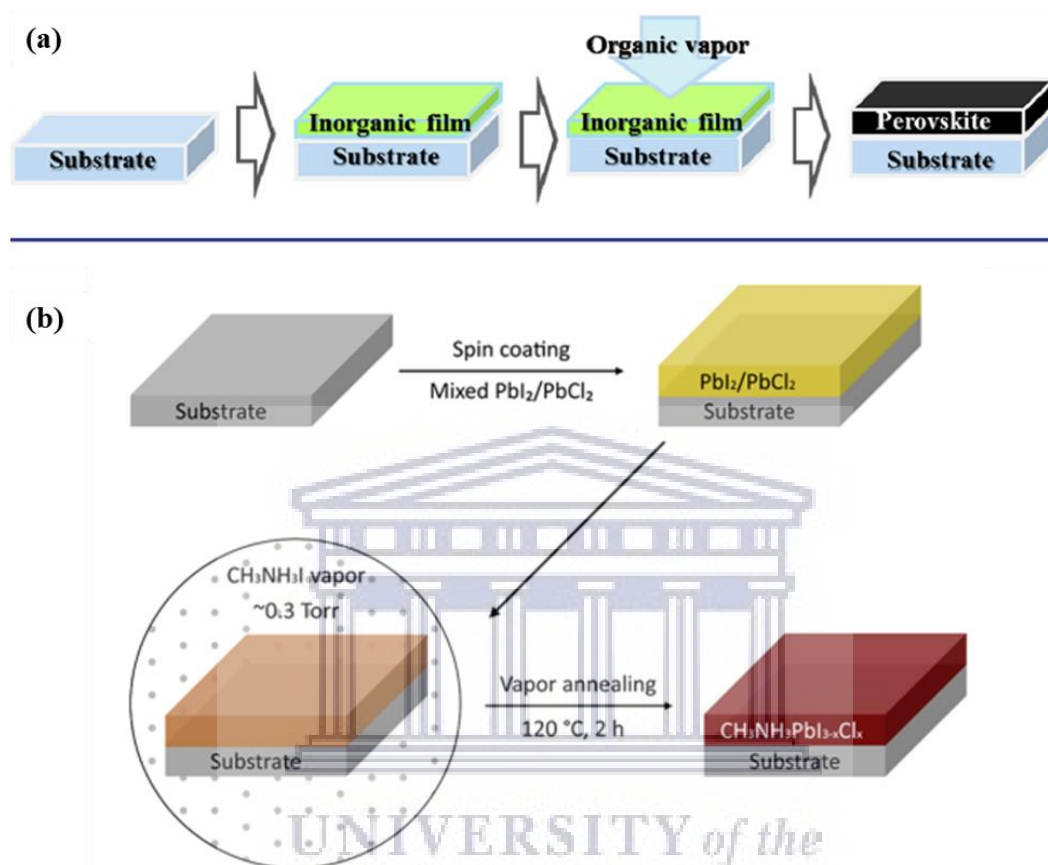 (a)
Organic vapor
Inorganic film
Inorganic film
Perovskite
Substrate
Substrate
Substrate
Substrate
(b)
Spin coating
Mixed PbI₂/PbCl₂
Substrate
PbI₂/PbCl₂
Substrate
CH₃NH₃I vapor
~0.3 Torr
Substrate
Vapor annealing
120 °C, 2 h
CH₃NH₃PbI₃₋ₓClₓ
Substrate
UNIVERSITY of the